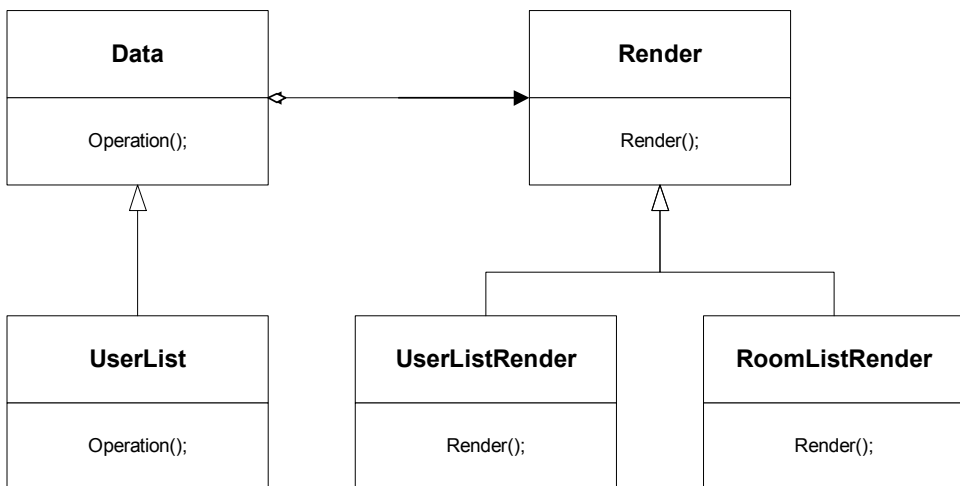 Data
Render
Operation();
Render();
UserList
UserListRender
RoomListRender
Operation();
Render();
Render();